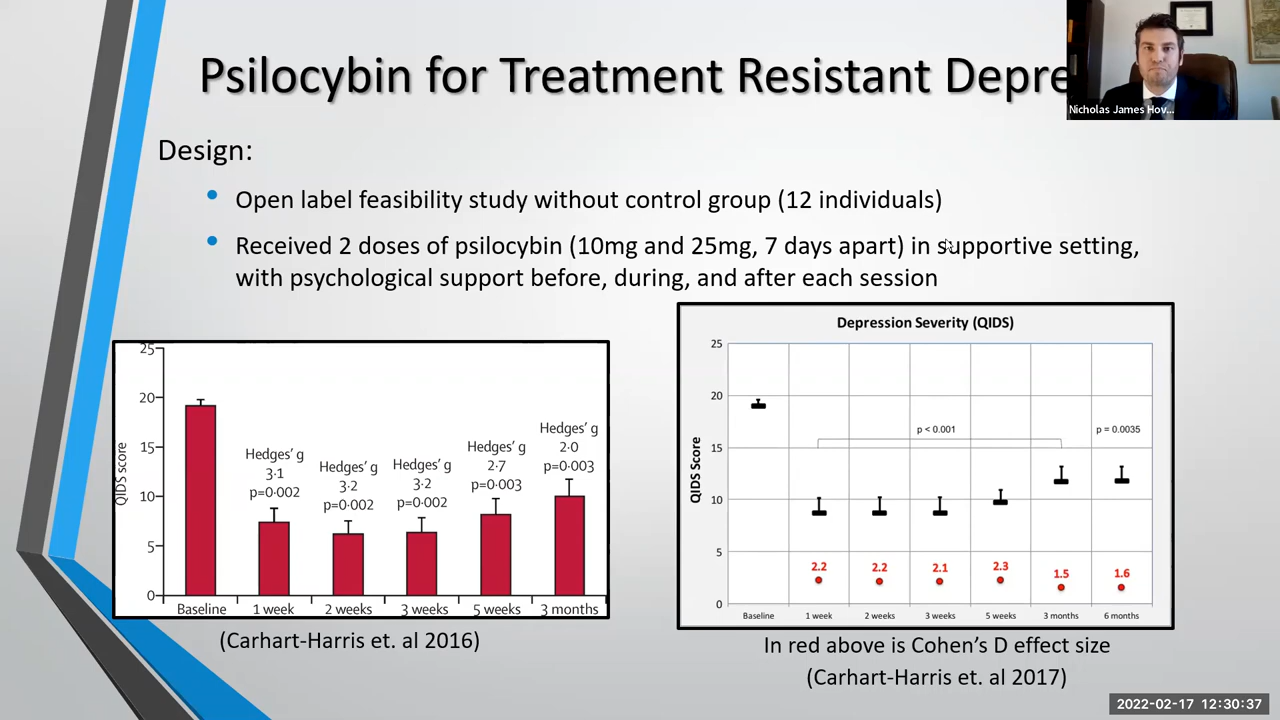 Psilocybin for Treatment Resistant Depre
Nicholas James Hov...
Design:
• Open label feasibility study without control group (12 individuals)
• Received 2 doses of psilocybin (10mg and 25mg, 7 days apart) in supportive setting,
with psychological support before, during, and after each session
25
20
15
10
5
0
QIDS score
Hedges' g
3·1
p=0·002
Hedges' g
3·2
p=0·002
Hedges' g
3·2
p=0·002
Hedges' g
2·7
p=0·003
Hedges' g
2·0
p=0·003
Baseline 1 week 2 weeks 3 weeks 5 weeks 3 months
(Carhart-Harris et. al 2016)
Depression Severity (QIDS)
25
20
15
10
5
0
QIDS Score
p < 0.001
p = 0.0035
2.2 2.2 2.1 2.3 1.5 1.6
Baseline 1 week 2 weeks 3 weeks 5 weeks 3 months 6 months
In red above is Cohen's D effect size
(Carhart-Harris et. al 2017)
2022-02-17 12:30:37